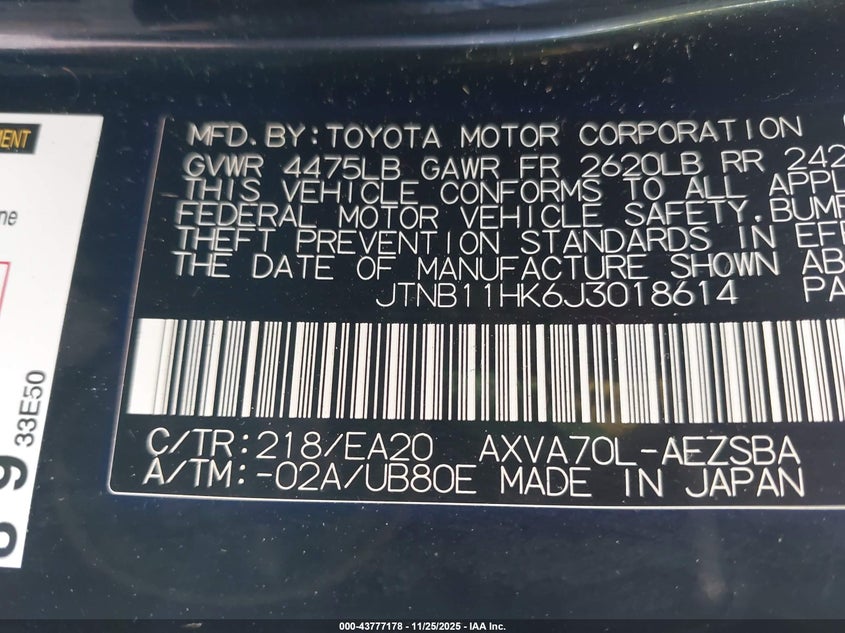 MENT
ne
33E50
MFD.BY:TOYOTA MOTOR CORPORATION
GVWR 4475LB GAWR FR 2620LB RR 242
THIS VEHICLE CONFORMS TO ALL APPL
FEDERAL MOTOR VEHICLE SAFETY,BUMP
THEFT PREVENTION STANDARDS IN EFF
THE DATE OF MANUFACTURE SHOWN AB
JTNB11HK6J3018614 PA
C/TR:218/EA20 AXVA70L-AEZSBA
A/TM:-02A/UB80E MADE IN JAPAN
000-43777178 - 11/25/2025 - IAA Inc.